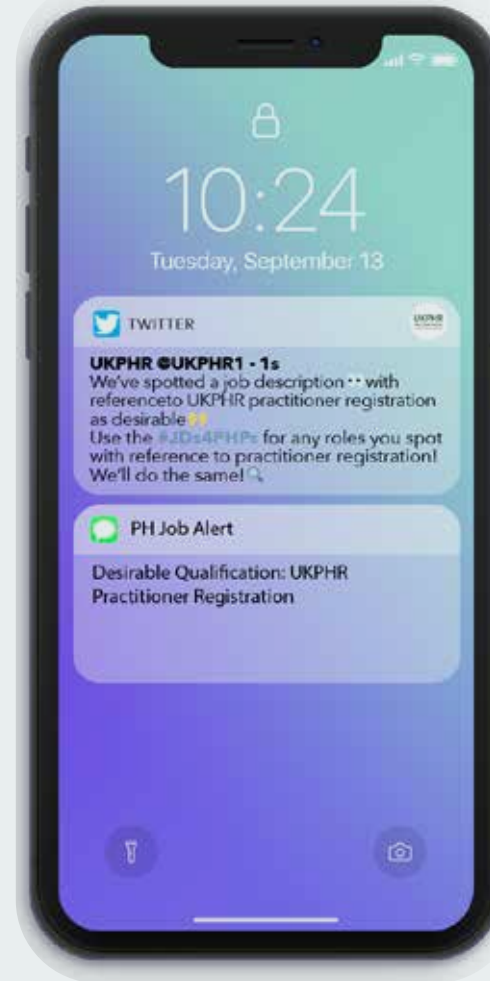 10:24
Tuesday, September 13
TWITTER
UKPHR
UKPHR @UKPHR1 - 1s
We've spotted a job description 👀 with
referenceto UKPHR practitioner registration
as desirable🙌
Use the #JDs4PHPs for any roles you spot
with reference to practitioner registration!
We'll do the same!🔍
PH Job Alert
Desirable Qualification: UKPHR
Practitioner Registration